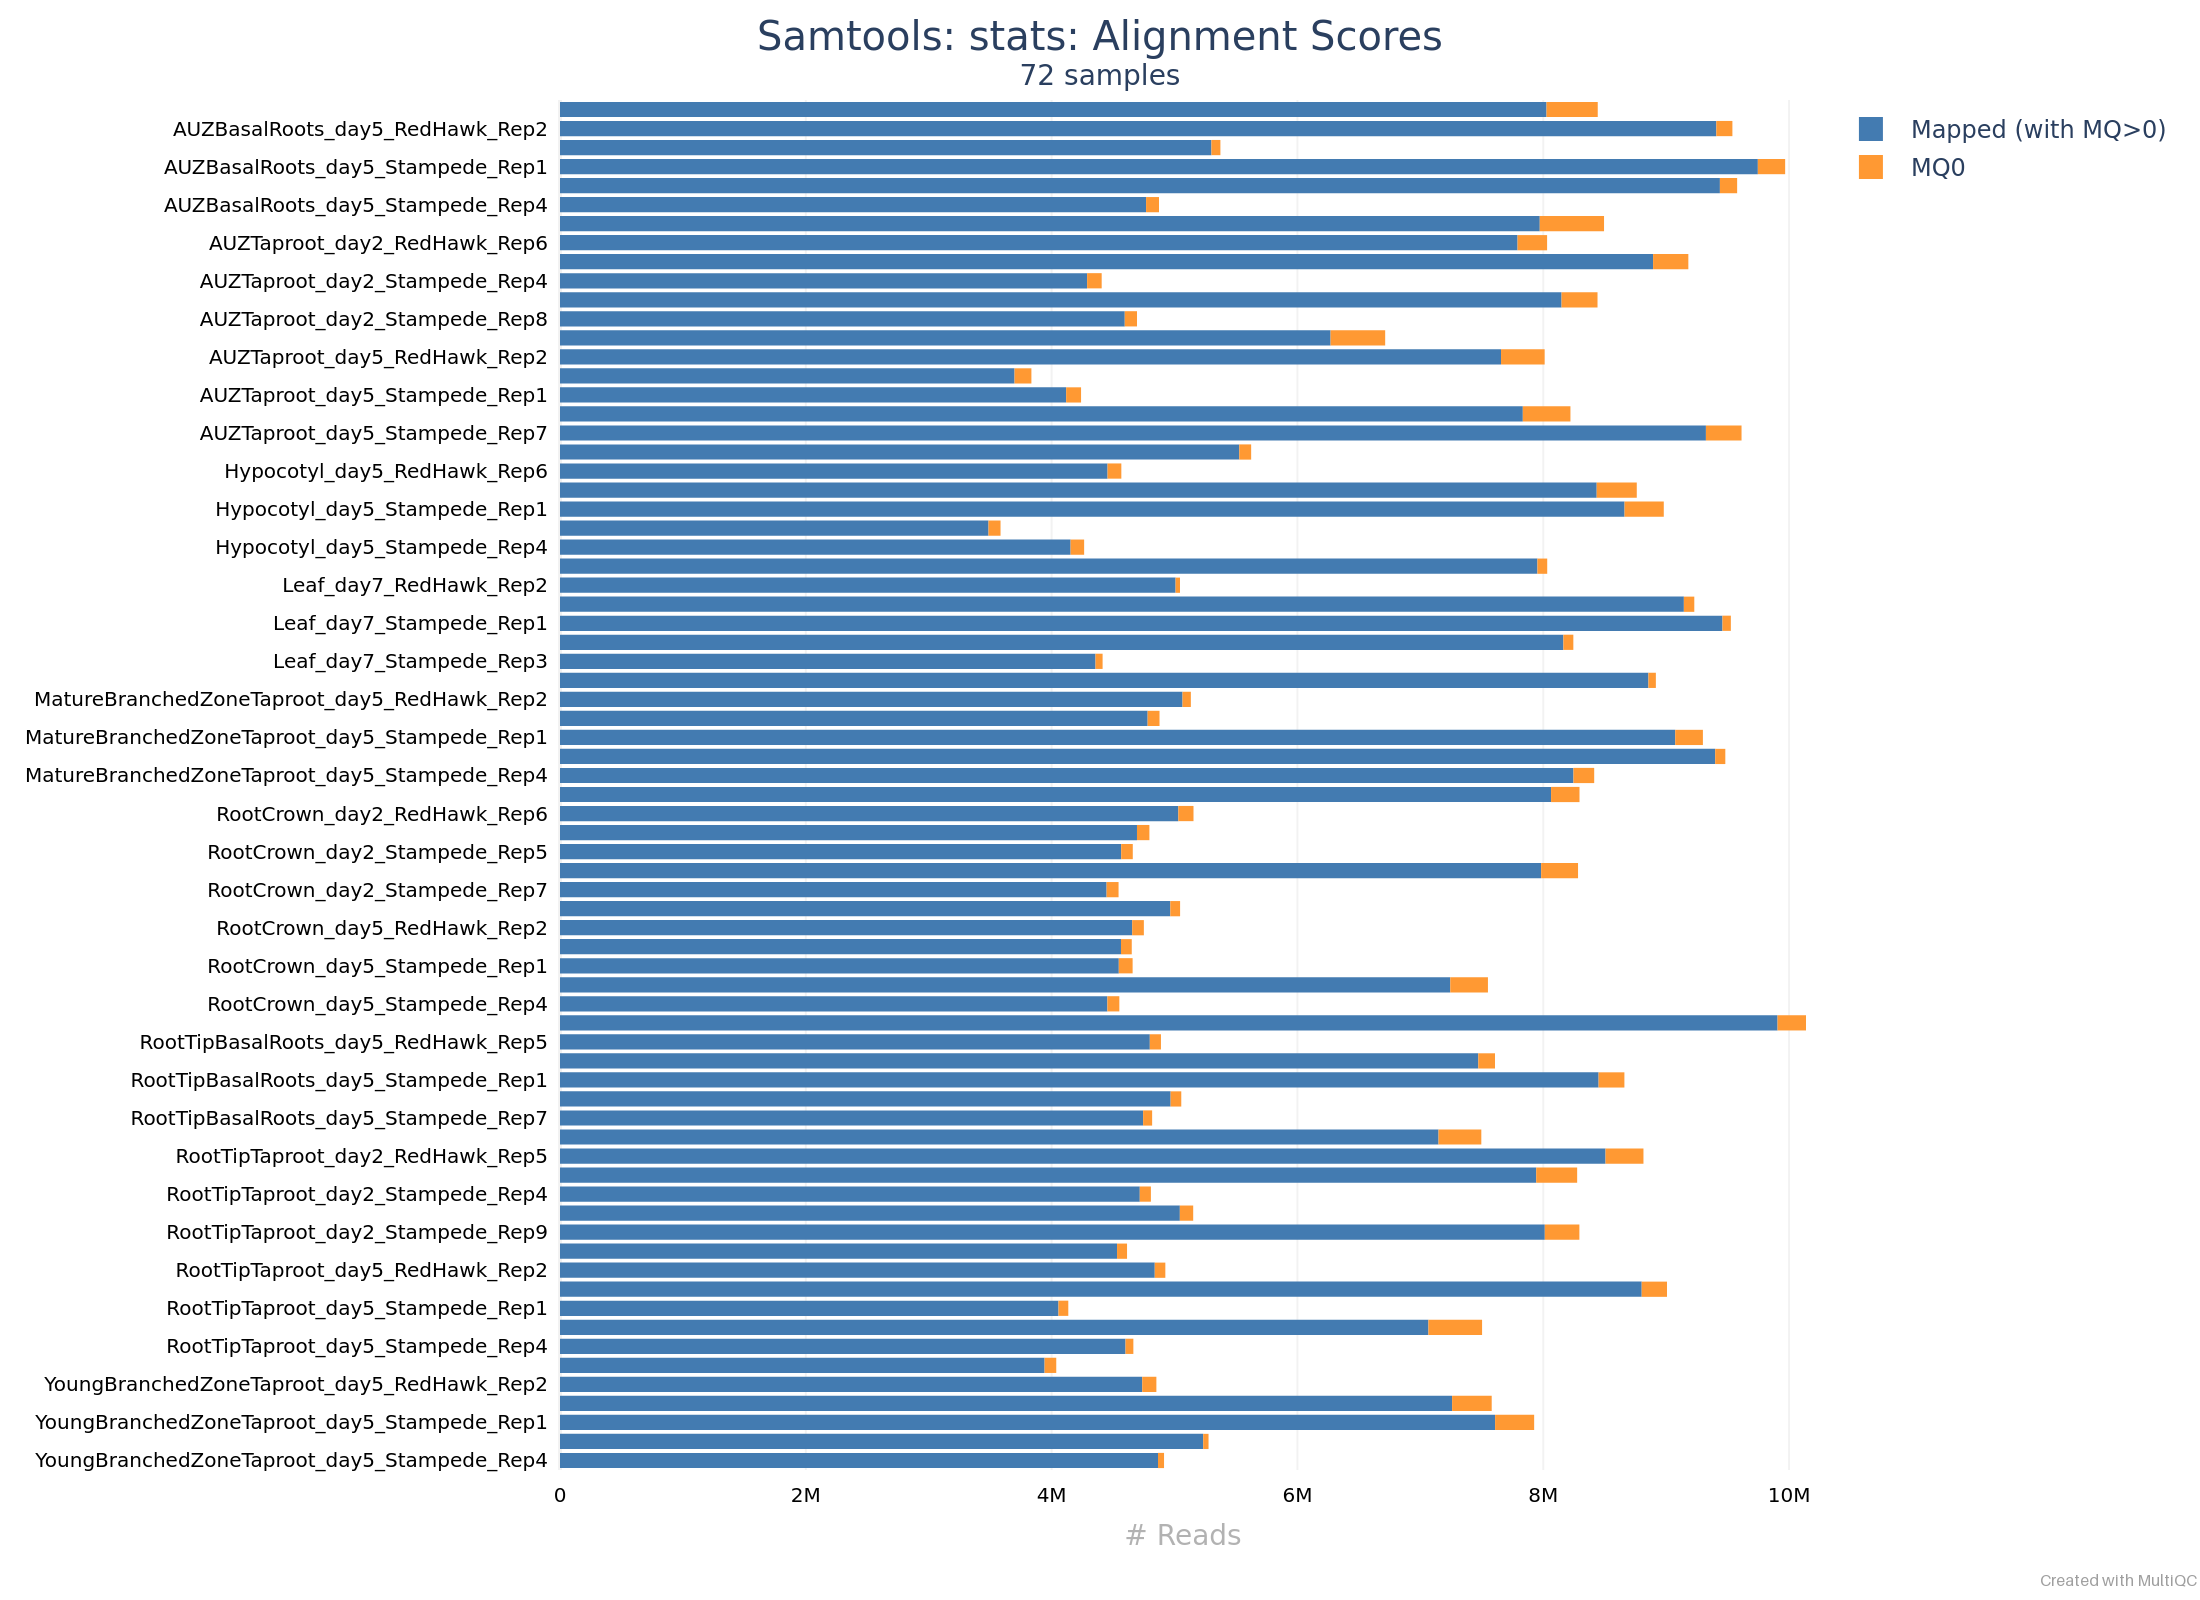 Samtools: stats: Alignment Scores
72 samples
Mapped (with MQ>0)
MQ0
AUZBasalRoots_day5_RedHawk_Rep2
AUZBasalRoots_day5_Stampede_Rep1
AUZBasalRoots_day5_Stampede_Rep4
AUZTaproot_day2_RedHawk_Rep6
AUZTaproot_day2_Stampede_Rep4
AUZTaproot_day2_Stampede_Rep8
AUZTaproot_day5_RedHawk_Rep2
AUZTaproot_day5_Stampede_Rep1
AUZTaproot_day5_Stampede_Rep7
Hypocotyl_day5_RedHawk_Rep6
Hypocotyl_day5_Stampede_Rep1
Hypocotyl_day5_Stampede_Rep4
Leaf_day7_RedHawk_Rep2
Leaf_day7_Stampede_Rep1
Leaf_day7_Stampede_Rep3
MatureBranchedZoneTaproot_day5_RedHawk_Rep2
MatureBranchedZoneTaproot_day5_Stampede_Rep1
MatureBranchedZoneTaproot_day5_Stampede_Rep4
RootCrown_day2_RedHawk_Rep6
RootCrown_day2_Stampede_Rep5
RootCrown_day2_Stampede_Rep7
RootCrown_day5_RedHawk_Rep2
RootCrown_day5_Stampede_Rep1
RootCrown_day5_Stampede_Rep4
RootTipBasalRoots_day5_RedHawk_Rep5
RootTipBasalRoots_day5_Stampede_Rep1
RootTipBasalRoots_day5_Stampede_Rep7
RootTipTaproot_day2_RedHawk_Rep5
RootTipTaproot_day2_Stampede_Rep4
RootTipTaproot_day2_Stampede_Rep9
RootTipTaproot_day5_RedHawk_Rep2
RootTipTaproot_day5_Stampede_Rep1
RootTipTaproot_day5_Stampede_Rep4
YoungBranchedZoneTaproot_day5_RedHawk_Rep2
YoungBranchedZoneTaproot_day5_Stampede_Rep1
YoungBranchedZoneTaproot_day5_Stampede_Rep4
0 2M 4M 6M 8M 10M
# Reads
Created with MultiQC